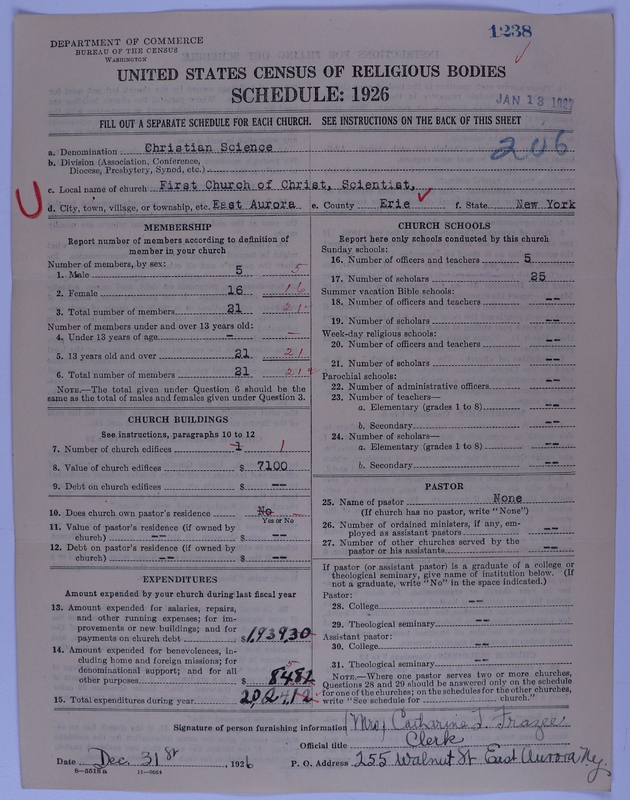 1238
DEPARTMENT OF COMMERCE
BUREAU OF THE CENSUS
WASHINGTON
UNITED STATES CENSUS OF RELIGIOUS BODIES
SCHEDULE: 1926
JAN 13
FILL OUT A SEPARATE SCHEDULE FOR EACH CHURCH. SEE INSTRUCTIONS ON THE BACK OF THIS SHEET
206
a. Denomination Christian Science
b. Division (Association, Conference, Diocese, Presbytery, Synod, etc.)
c. Local name of church First Church of Christ, Scientist,
d. City, town, village, or township, etc. East Aurora e. County Erie f. State New York
MEMBERSHIP
Report number of members according to definition of member in your church
Number of members, by sex:
1. Male 5 5
2. Female 16 16
3. Total number of members 21 21
Number of members under and over 13 years old:
4. Under 13 years of age - -
5. 13 years old and over 21 21
6. Total number of members 21 21
NOTE.—The total given under Question 6 should be the same as the total of males and females given under Question 3.
CHURCH BUILDINGS
See instructions, paragraphs 10 to 12
7. Number of church edifices 1 1
8. Value of church edifices $ 7100
9. Debt on church edifices $ --
10. Does church own pastor's residence No
Yes or No
11. Value of pastor's residence (if owned by church) -- $ --
12. Debt on pastor's residence (if owned by church) -- $ --
EXPENDITURES
Amount expended by your church during last fiscal year
13. Amount expended for salaries, repairs, and other running expenses; for improvements or new buildings; and for payments on church debt $ 1,939.30
14. Amount expended for benevolences, including home and foreign missions; for denominational support; and for all other purposes $ 84.82
15. Total expenditures during year
CHURCH SCHOOLS
Report here only schools conducted by this church
Sunday schools:
16. Number of officers and teachers 5
17. Number of scholars 25
Summer vacation Bible schools:
18. Number of officers and teachers --
19. Number of scholars --
Week-day religious schools:
20. Number of officers and teachers --
21. Number of scholars --
Parochial schools:
22. Number of administrative officers --
23. Number of teachers—
a. Elementary (grades 1 to 8) --
b. Secondary --
24. Number of scholars—
a. Elementary (grades 1 to 8) --
b. Secondary --
PASTOR
25. Name of pastor None
(If church has no pastor, write "None")
26. Number of ordained ministers, if any, employed as assistant pastors --
27. Number of other churches served by the pastor or his assistants --
If pastor (or assistant pastor) is a graduate of a college or theological seminary, give name of institution below. (If not a graduate, write "No" in the space indicated.)
Pastor:
28. College --
29. Theological seminary --
Assistant pastor:
30. College --
31. Theological seminary --
NOTE.—Where one pastor serves two or more churches, Questions 28 and 29 should be answered only on the schedule for one of the churches; on the schedules for the other churches, write "See schedule for church."
Signature of person furnishing information (Mrs) Catharine L. Frazee
Official title Clerk
Date Dec. 31st, 1926 P. O. Address 255 Walnut St East Aurora Ny.
8-5518a 11-9054